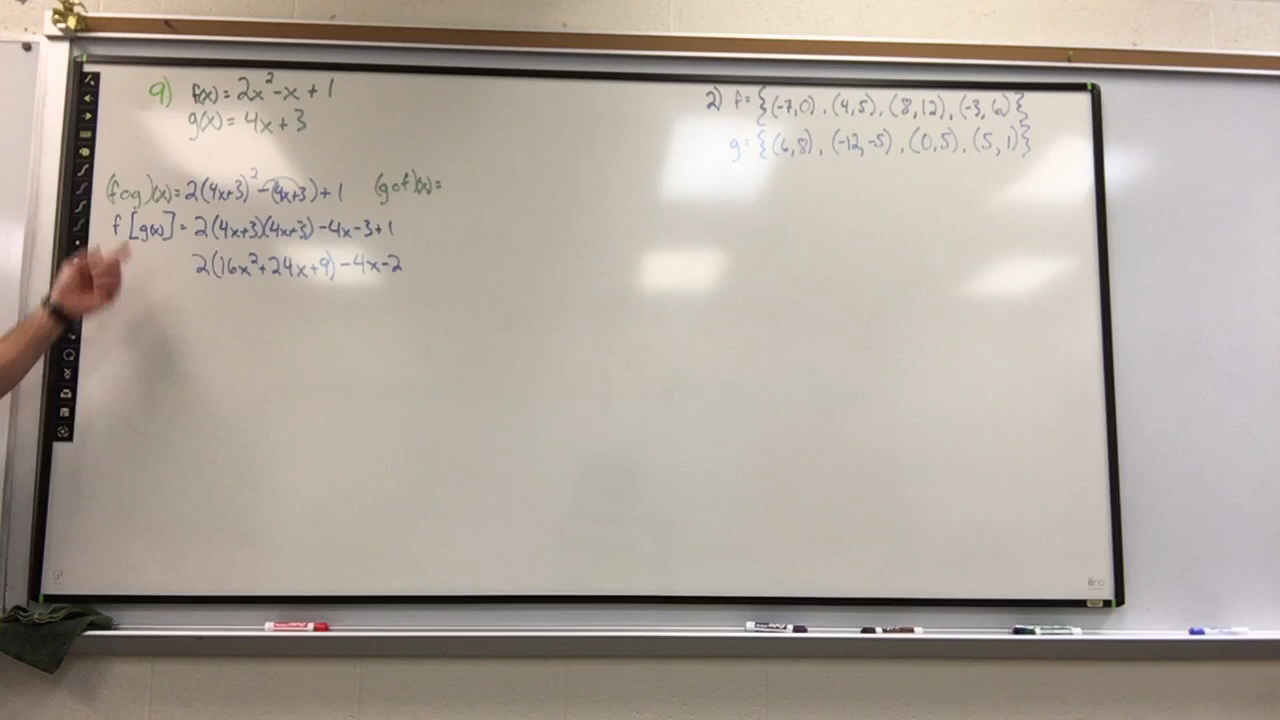 9) f(x) = 2x² - x + 1
g(x) = 4x + 3
(fog)(x) = 2(4x+3)² - (4x+3) + 1 (gof)(x) =
f[g(x)] = 2(4x+3)(4x+3) - 4x - 3 + 1
2(16x² + 24x + 9) - 4x - 2
2) f = {(-7,0), (4,5), (8,12), (-3,6)}
g = {(6,8), (-12,-5), (0,5), (5,1)}